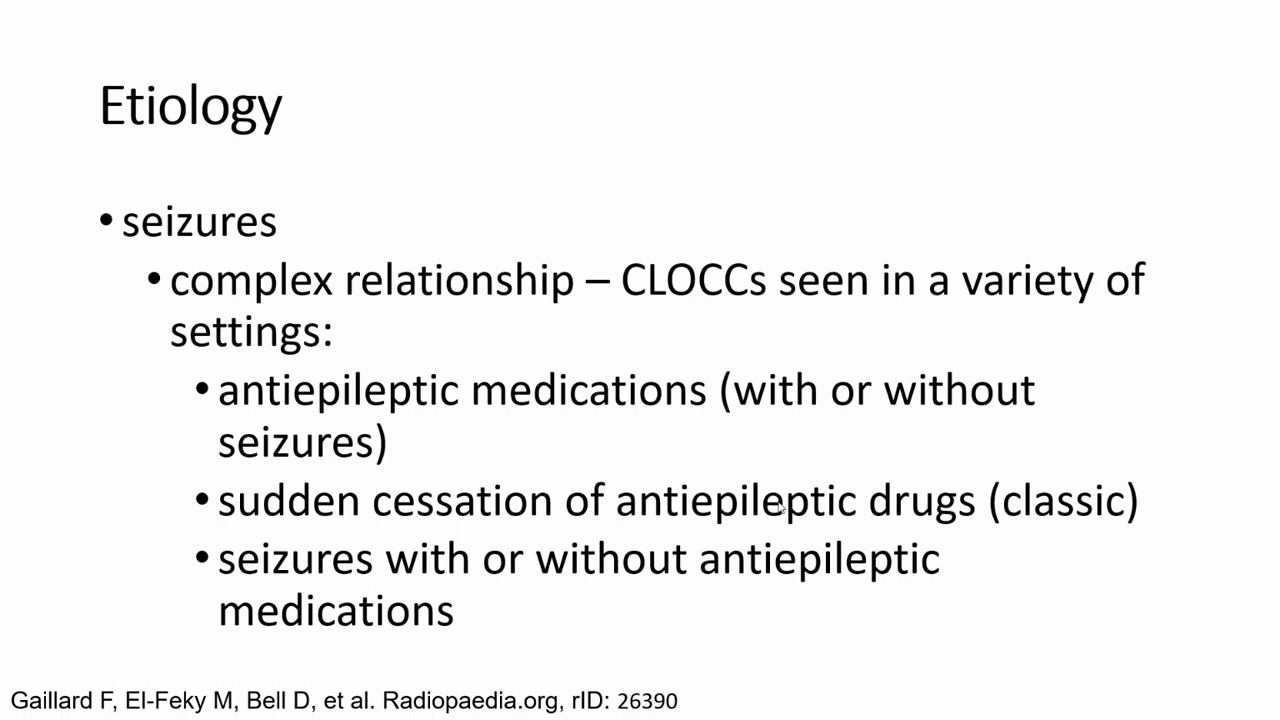 Etiology
• seizures
• complex relationship – CLOCCs seen in a variety of
settings:
• antiepileptic medications (with or without
seizures)
• sudden cessation of antiepileptic drugs (classic)
• seizures with or without antiepileptic
medications
Gaillard F, El-Feky M, Bell D, et al. Radiopaedia.org, rID: 26390